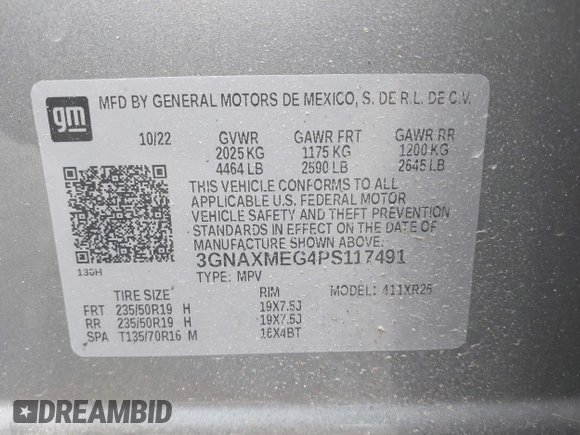 gm
MFD BY GENERAL MOTORS DE MEXICO, S. DE R.L. DE C.V.
10/22 GVWR GAWR FRT GAWR RR
2025 KG 1175 KG 1200 KG
4464 LB 2590 LB 2645 LB
THIS VEHICLE CONFORMS TO ALL
APPLICABLE U.S. FEDERAL MOTOR
VEHICLE SAFETY AND THEFT PREVENTION
STANDARDS IN EFFECT ON THE DATE OF
MANUFACTURE SHOWN ABOVE.
136H 3GNAXMEG4PS117491
TYPE: MPV MODEL: 411XR26
TIRE SIZE RIM
FRT 235/50R19 H 19X7.5J
RR 235/50R19 H 19X7.5J
SPA T135/70R16 M 16X4BT
DREAMBID